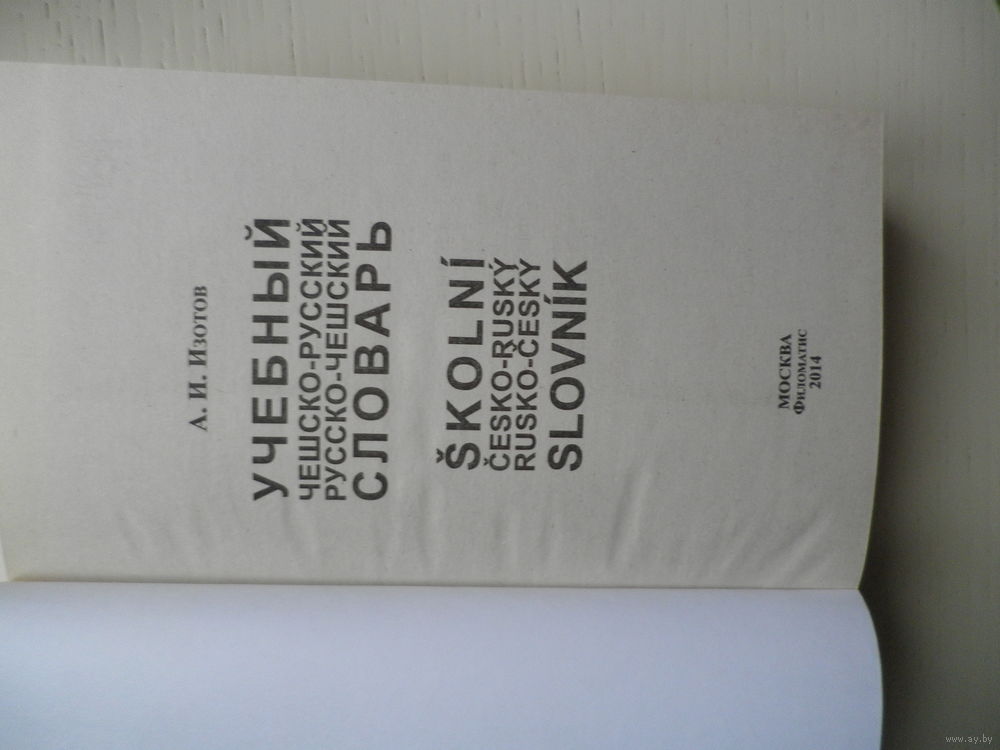 А. И. Изотов
УЧЕБНЫЙ
ЧЕШСКО-РУССКИЙ
РУССКО-ЧЕШСКИЙ
СЛОВАРЬ
ŠKOLNÍ
ČESKO-RUSKÝ
RUSKO-ČESKÝ
SLOVNÍK
МОСКВА
ФИЛОМАТИС
2014
www.ay.by